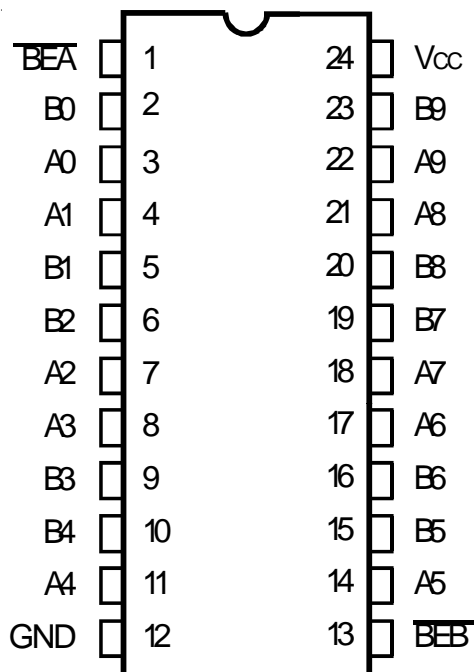 BEA 1 24 Vcc
B0 2 23 B9
A0 3 22 A9
A1 4 21 A8
B1 5 20 B8
B2 6 19 B7
A2 7 18 A7
A3 8 17 A6
B3 9 16 B6
B4 10 15 B5
A4 11 14 A5
GND 12 13 BEB